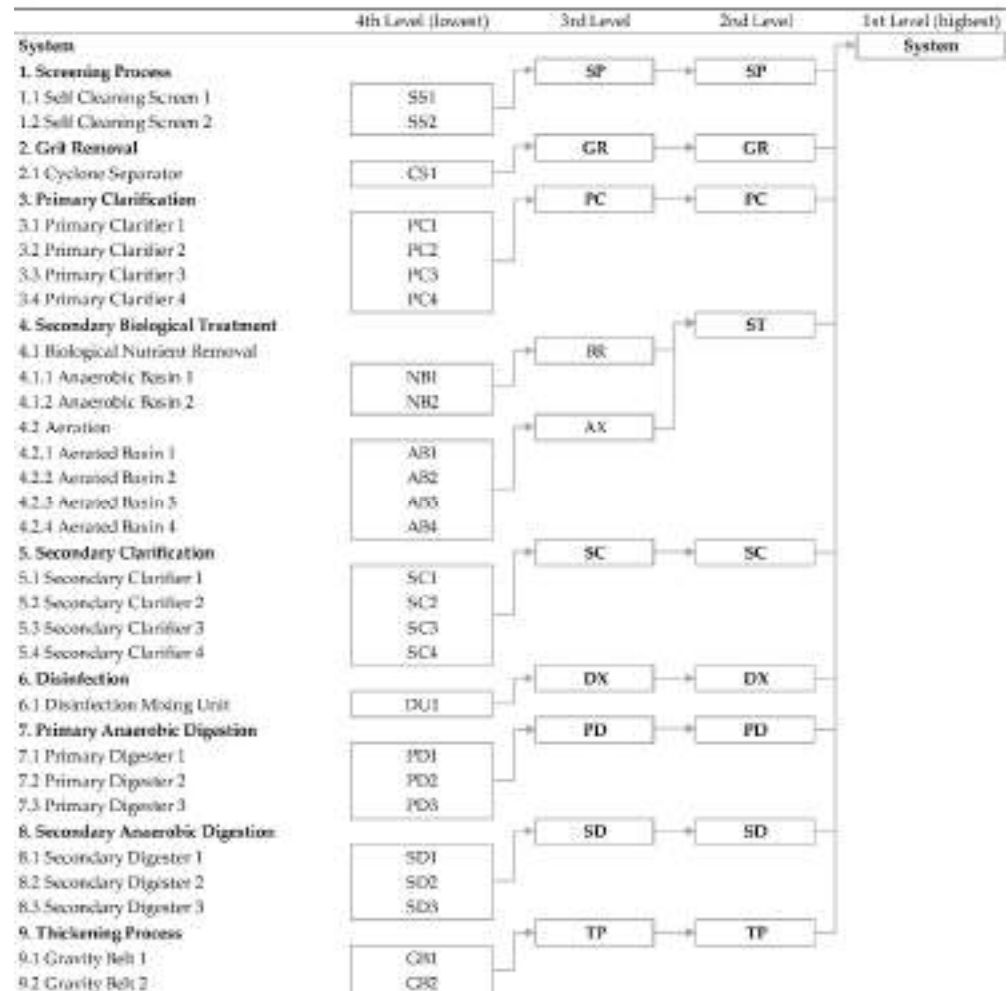 4th Level (lowest) 3rd Level 2nd Level 1st Level (highest)
System System
1. Screening Process SP SP
1.1 Self Cleaning Screen 1 SS1
1.2 Self Cleaning Screen 2 SS2
2. Grit Removal GR GR
2.1 Cyclone Separator CS1
3. Primary Clarification PC PC
3.1 Primary Clarifier 1 PC1
3.2 Primary Clarifier 2 PC2
3.3 Primary Clarifier 3 PC3
3.4 Primary Clarifier 4 PC4
4. Secondary Biological Treatment ST
4.1 Biological Nutrient Removal BR
4.1.1 Anaerobic Basin 1 NB1
4.1.2 Anaerobic Basin 2 NB2
4.2 Aeration AX
4.2.1 Aerated Basin 1 AB1
4.2.2 Aerated Basin 2 AB2
4.2.3 Aerated Basin 3 AB3
4.2.4 Aerated Basin 4 AB4
5. Secondary Clarification SC SC
5.1 Secondary Clarifier 1 SC1
5.2 Secondary Clarifier 2 SC2
5.3 Secondary Clarifier 3 SC3
5.4 Secondary Clarifier 4 SC4
6. Disinfection DX DX
6.1 Disinfection Mixing Unit DU1
7. Primary Anaerobic Digestion PD PD
7.1 Primary Digester 1 PD1
7.2 Primary Digester 2 PD2
7.3 Primary Digester 3 PD3
8. Secondary Anaerobic Digestion SD SD
8.1 Secondary Digester 1 SD1
8.2 Secondary Digester 2 SD2
8.3 Secondary Digester 3 SD3
9. Thickening Process TP TP
9.1 Gravity Belt 1 GB1
9.2 Gravity Belt 2 GB2